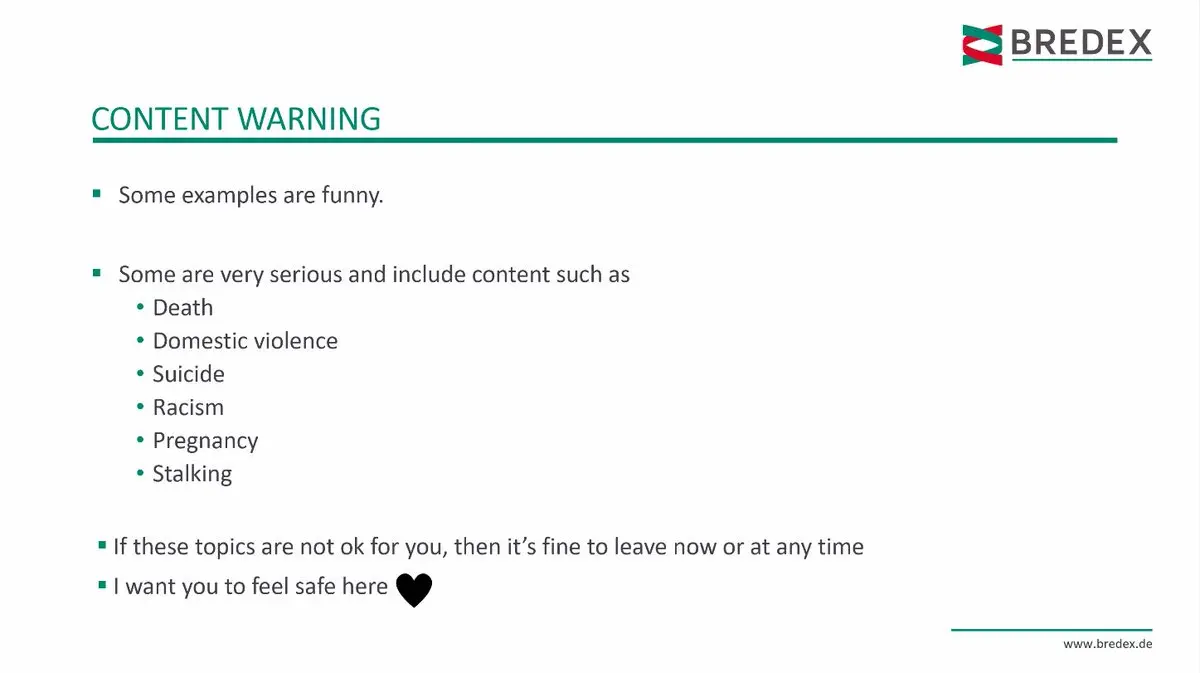 BREDEX
CONTENT WARNING
▪ Some examples are funny.
▪ Some are very serious and include content such as
• Death
• Domestic violence
• Suicide
• Racism
• Pregnancy
• Stalking
▪ If these topics are not ok for you, then it’s fine to leave now or at any time
▪ I want you to feel safe here 🖤
www.bredex.de